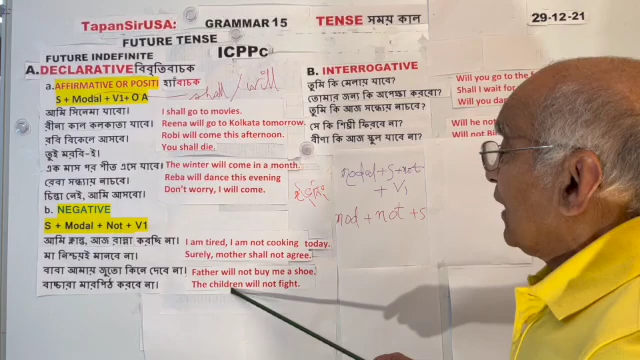 TapanSirUSA: GRAMMAR 15 TENSE সময় কাল 29-12-21
FUTURE TENSE
FUTURE INDEFINITE
ICPPc
A.DECLARATIVE বিবৃতিবাচক
a.AFFIRMATIVE OR POSITI হ্যাঁবাচক
shall / will
S + Modal + V1+ O A
আমি সিনেমা যাবো।
I shall go to movies.
রীনা কাল কলকাতা যাবে।
Reena will go to Kolkata tomorrow.
রবি বিকেলে আসবে।
Robi will come this afternoon.
তুই মরবি-ই।
You shall die.
এক মাস পর শীত এসে যাবে।
The winter will come in a month.
রেবা সন্ধ্যায় নাচবে।
Reba will dance this evening
চিন্তা নেই, আমি আসবো।
Don't worry, I will come.
b. NEGATIVE
S + Modal + Not + V1
আমি ক্লান্ত, আজ রান্না করছি না।
I am tired, I am not cooking today.
মা নিশ্চয়ই মানবে না।
Surely, mother shall not agree.
বাবা আমায় জুতো কিনে দেবে না।
Father will not buy me a shoe.
বাচ্চারা মারপিঠ করবে না।
The children will not fight.
B. INTERROGATIVE
তুমি কি মেলায় যাবে?
Will you go to the
তোমার জন্য কি অপেক্ষা করবো?
Shall I wait fo
তুমি কি আজ সন্ধ্যায় নাচবে?
Will you da
সে কি শিগ্রী ফিরবে না?
Will he no
বীণা কি আজ স্কুল যাবে না?
Will not Bi
modal + S + not
+ V1
mod + not + S